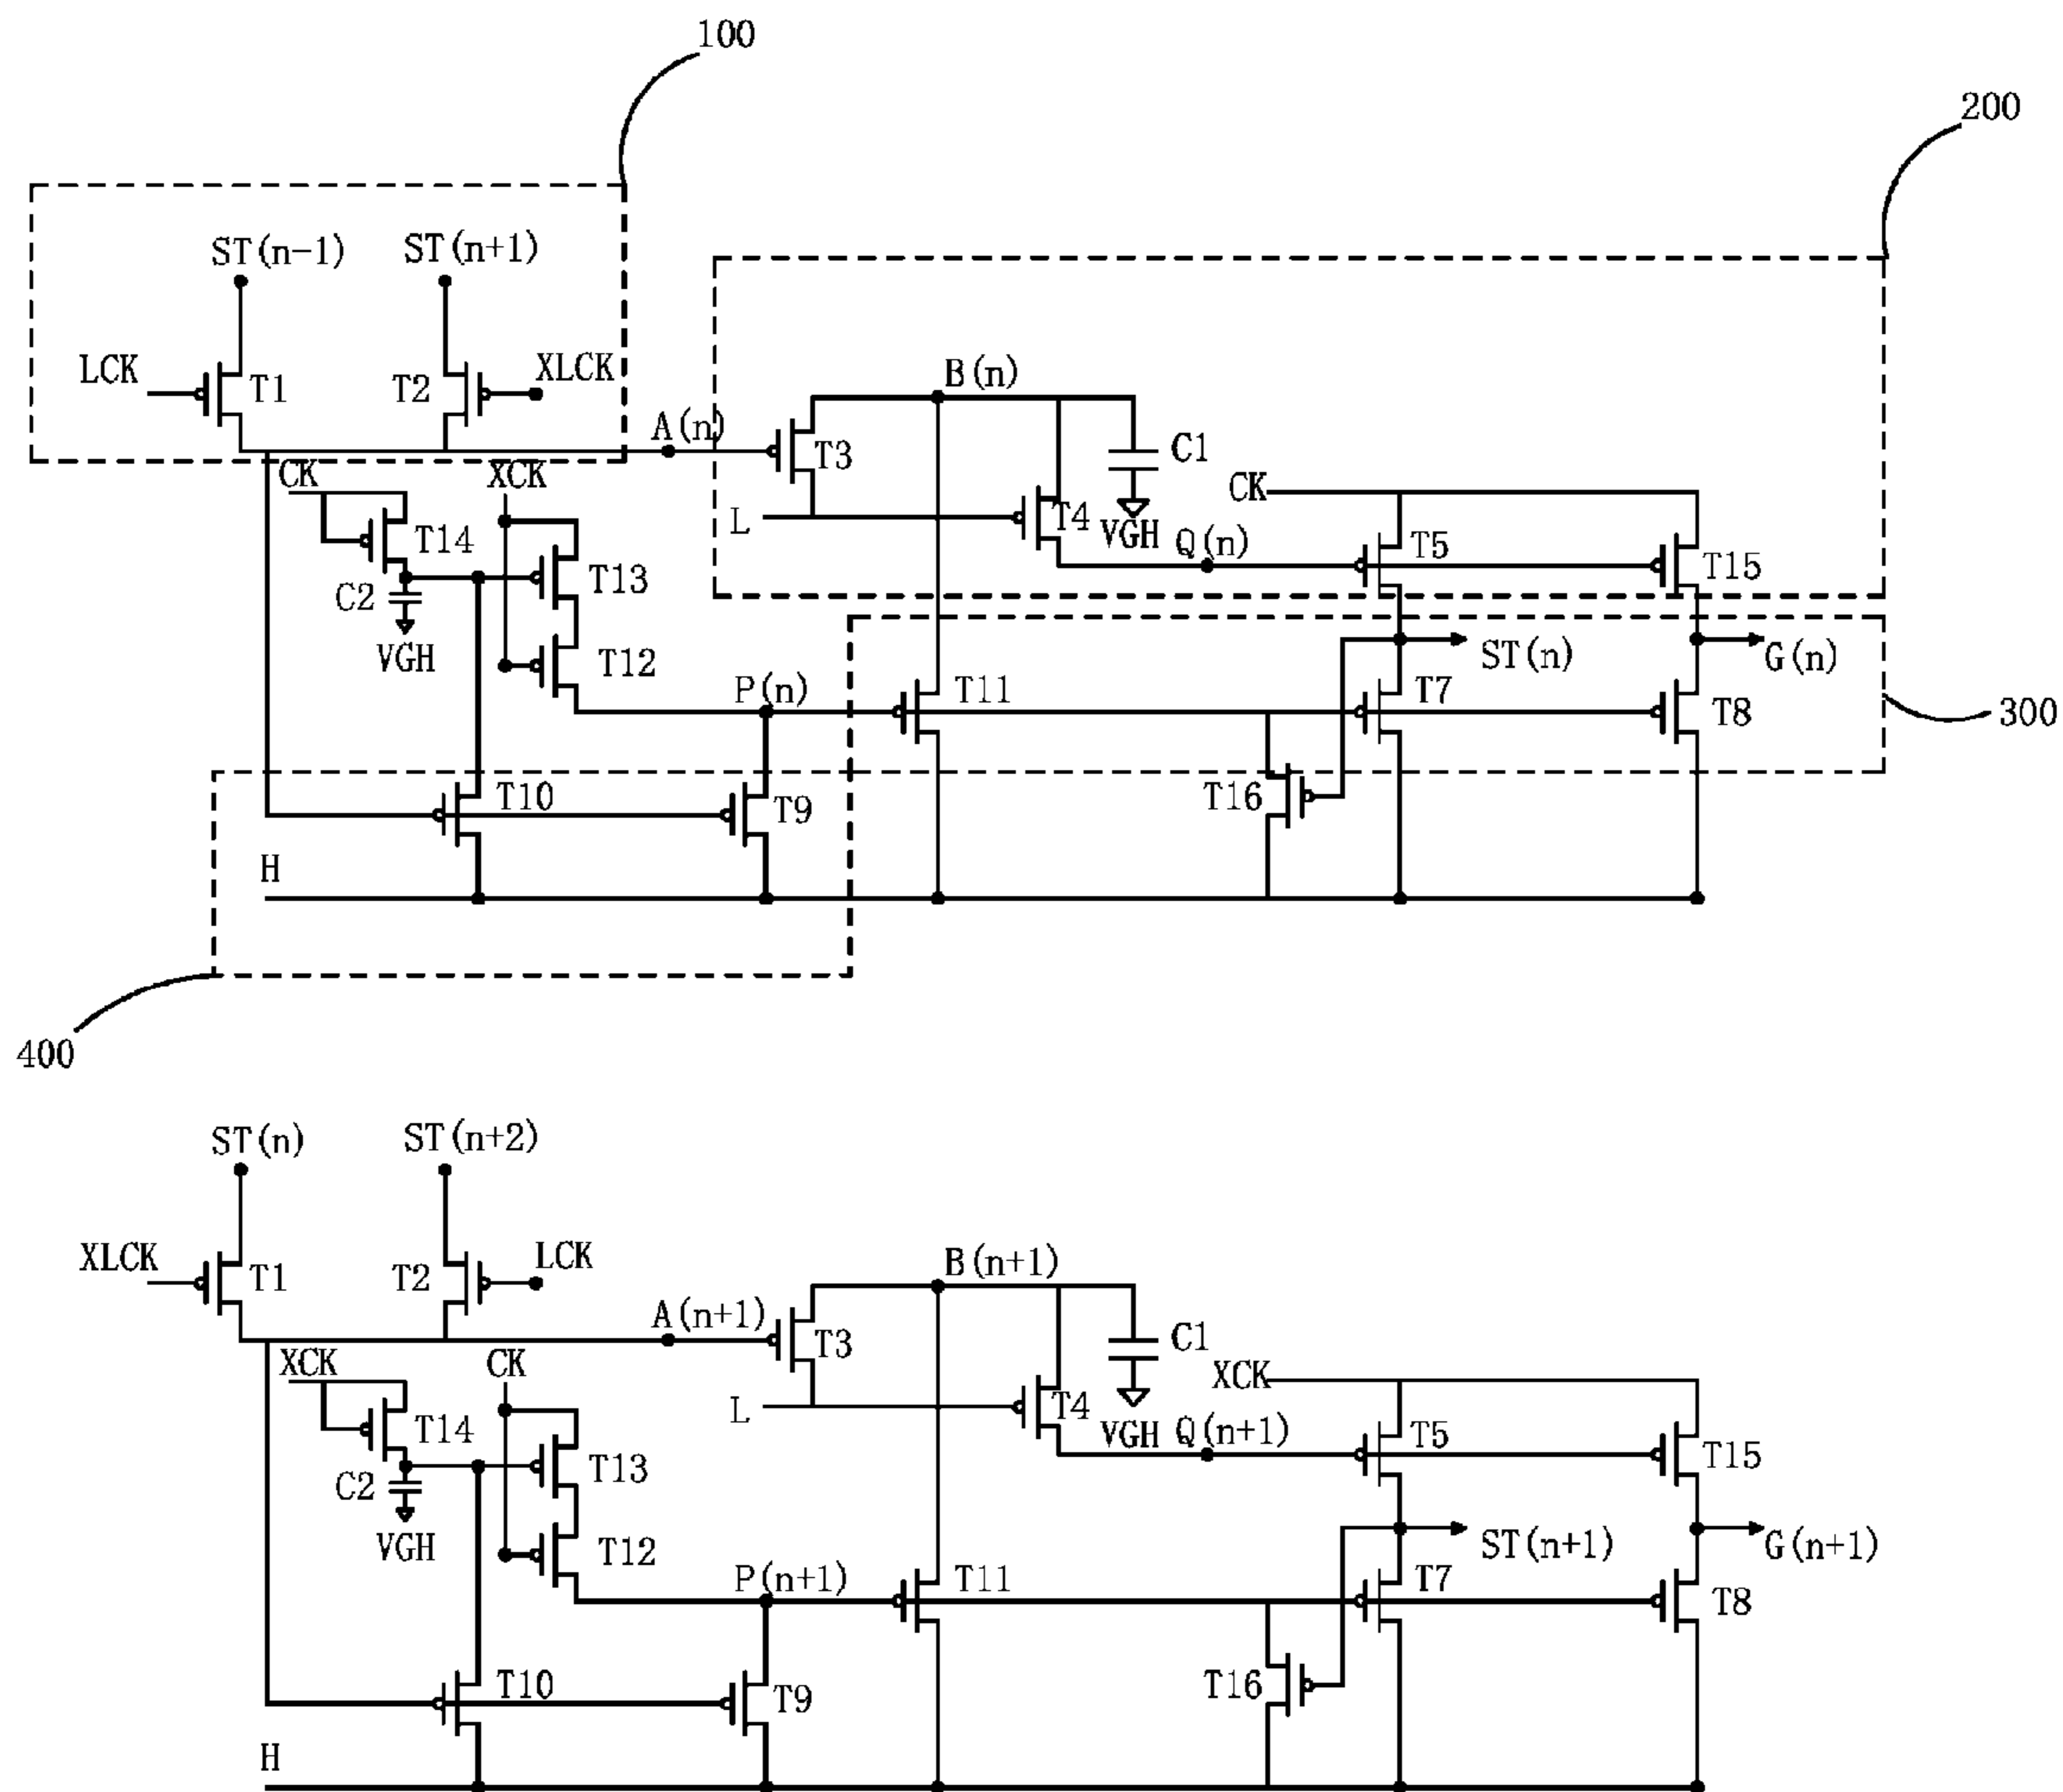 100
200
ST(n-1)
ST(n+1)
LCK
T1
T2
XLCK
A(n)
B(n)
T3
C1
CK
XCK
CK
L
T4
VGH
Q(n)
T5
T15
T14
T13
C2
VGH
T12
ST(n)
G(n)
P(n)
T11
T7
T8
300
T10
T9
T16
H
400
ST(n)
ST(n+2)
XLCK
T1
T2
LCK
A(n+1)
B(n+1)
T3
C1
XCK
CK
XCK
L
T4
VGH
Q(n+1)
T5
T15
T14
T13
C2
VGH
T12
ST(n+1)
G(n+1)
P(n+1)
T11
T7
T8
T10
T9
T16
H